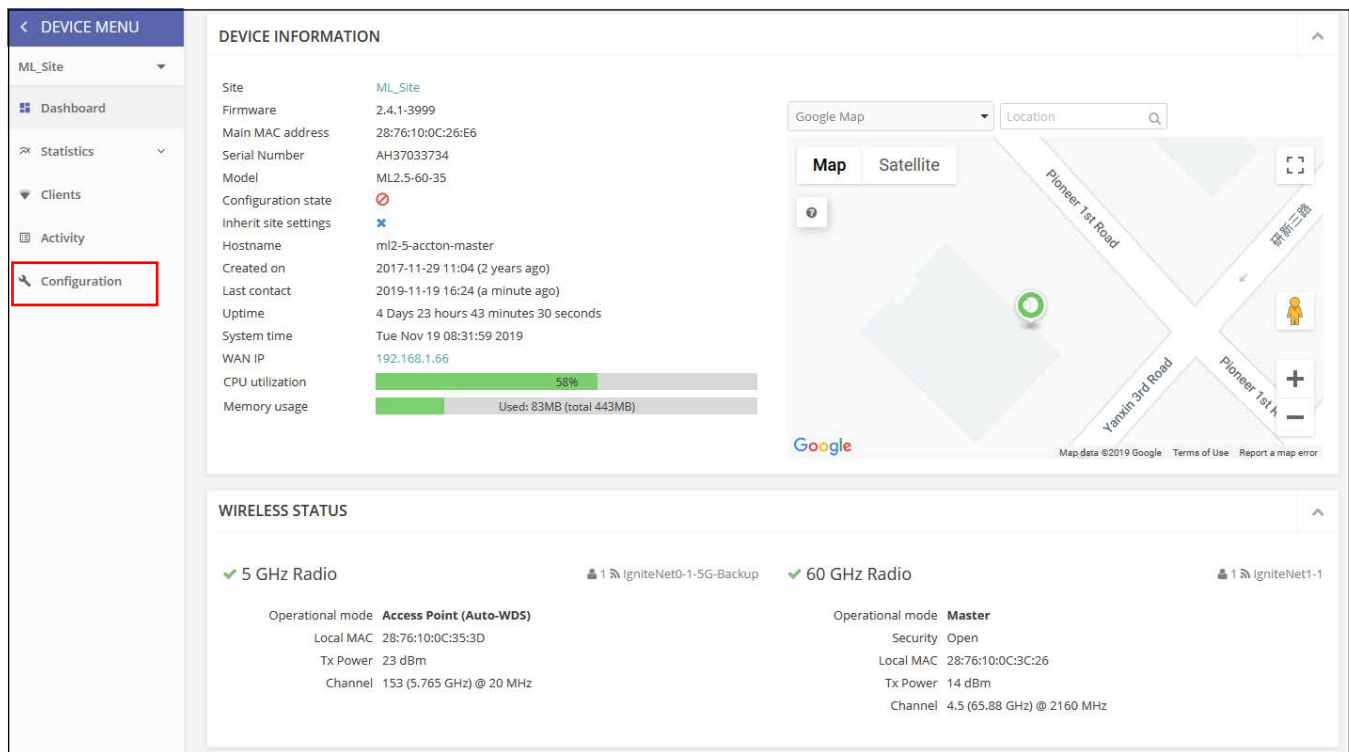 DEVICE MENU
ML_Site
Dashboard
Statistics
Clients
Activity
Configuration
DEVICE INFORMATION
Site ML_Site
Firmware 2.4.1-3999
Main MAC address 28:76:10:0C:26:E6
Serial Number AH37033734
Model ML2.5-60-35
Configuration state
Inherit site settings
Hostname ml2-5-accton-master
Created on 2017-11-29 11:04 (2 years ago)
Last contact 2019-11-19 16:24 (a minute ago)
Uptime 4 Days 23 hours 43 minutes 30 seconds
System time Tue Nov 19 08:31:59 2019
WAN IP 192.168.1.66
CPU utilization 58%
Memory usage Used: 83MB (total 443MB)
Google Map Location
Map Satellite
Pioneer 1st Road
研新三路
Yanxin 3rd Road
Pioneer 1st R
Google
Map data ©2019 Google Terms of Use Report a map error
WIRELESS STATUS
5 GHz Radio 1 IgniteNet0-1-5G-Backup
Operational mode Access Point (Auto-WDS)
Local MAC 28:76:10:0C:35:3D
Tx Power 23 dBm
Channel 153 (5.765 GHz) @ 20 MHz
60 GHz Radio 1 IgniteNet1-1
Operational mode Master
Security Open
Local MAC 28:76:10:0C:3C:26
Tx Power 14 dBm
Channel 4.5 (65.88 GHz) @ 2160 MHz